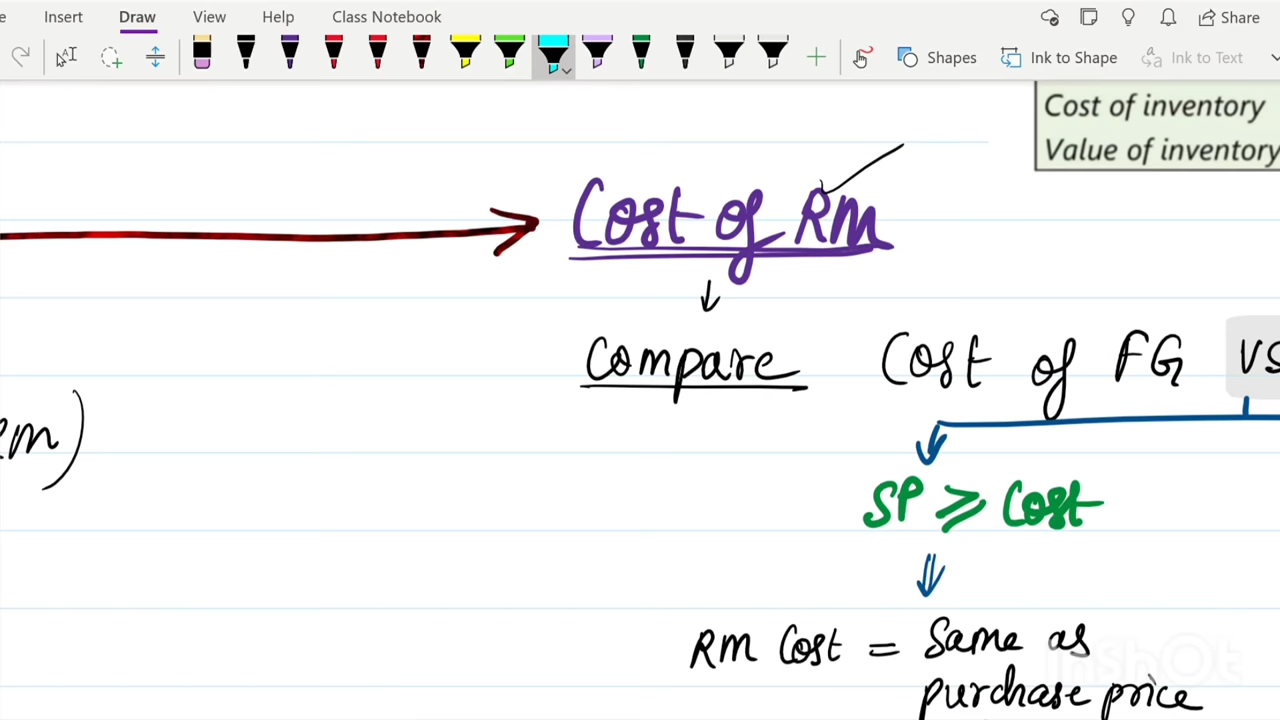 Insert Draw View Help Class Notebook Share
Shapes Ink to Shape Ink to Text
Cost of inventory
Value of inventory
Cost of RM
Compare Cost of FG VS
SP ≥ Cost
RM Cost = Same as
purchase price
InShOt